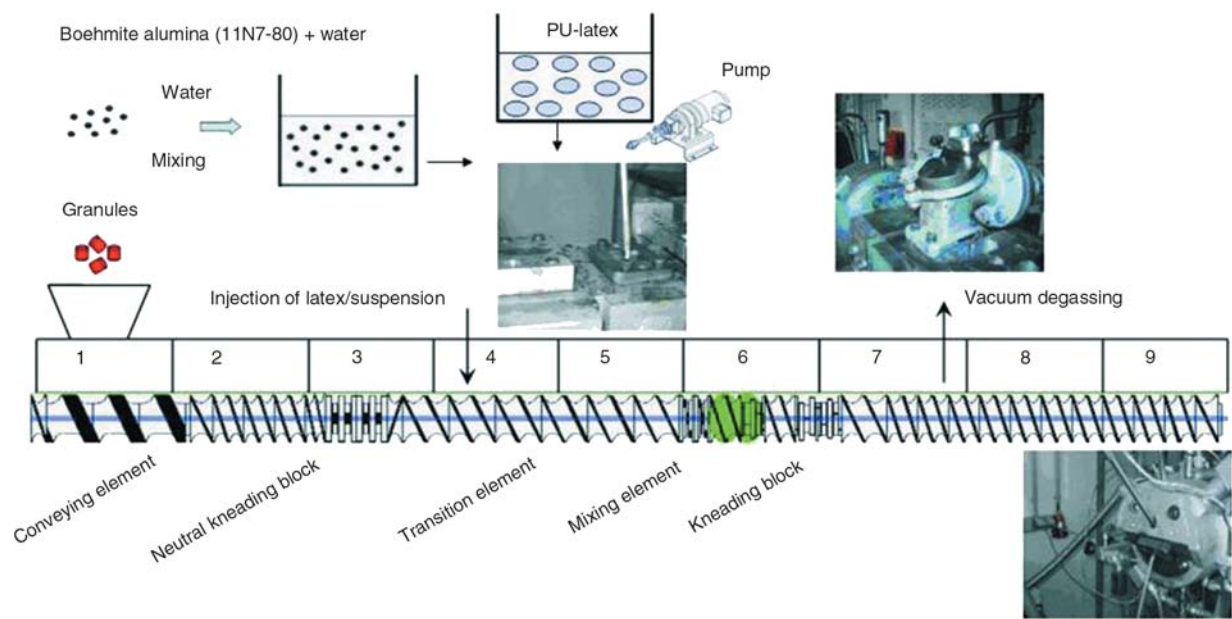 Boehmite alumina (11N7-80) + water
PU-latex
Pump
Water
Mixing
Granules
Injection of latex/suspension
Vacuum degassing
1
2
3
4
5
6
7
8
9
Conveying element
Neutral kneading block
Transition element
Mixing element
Kneading block